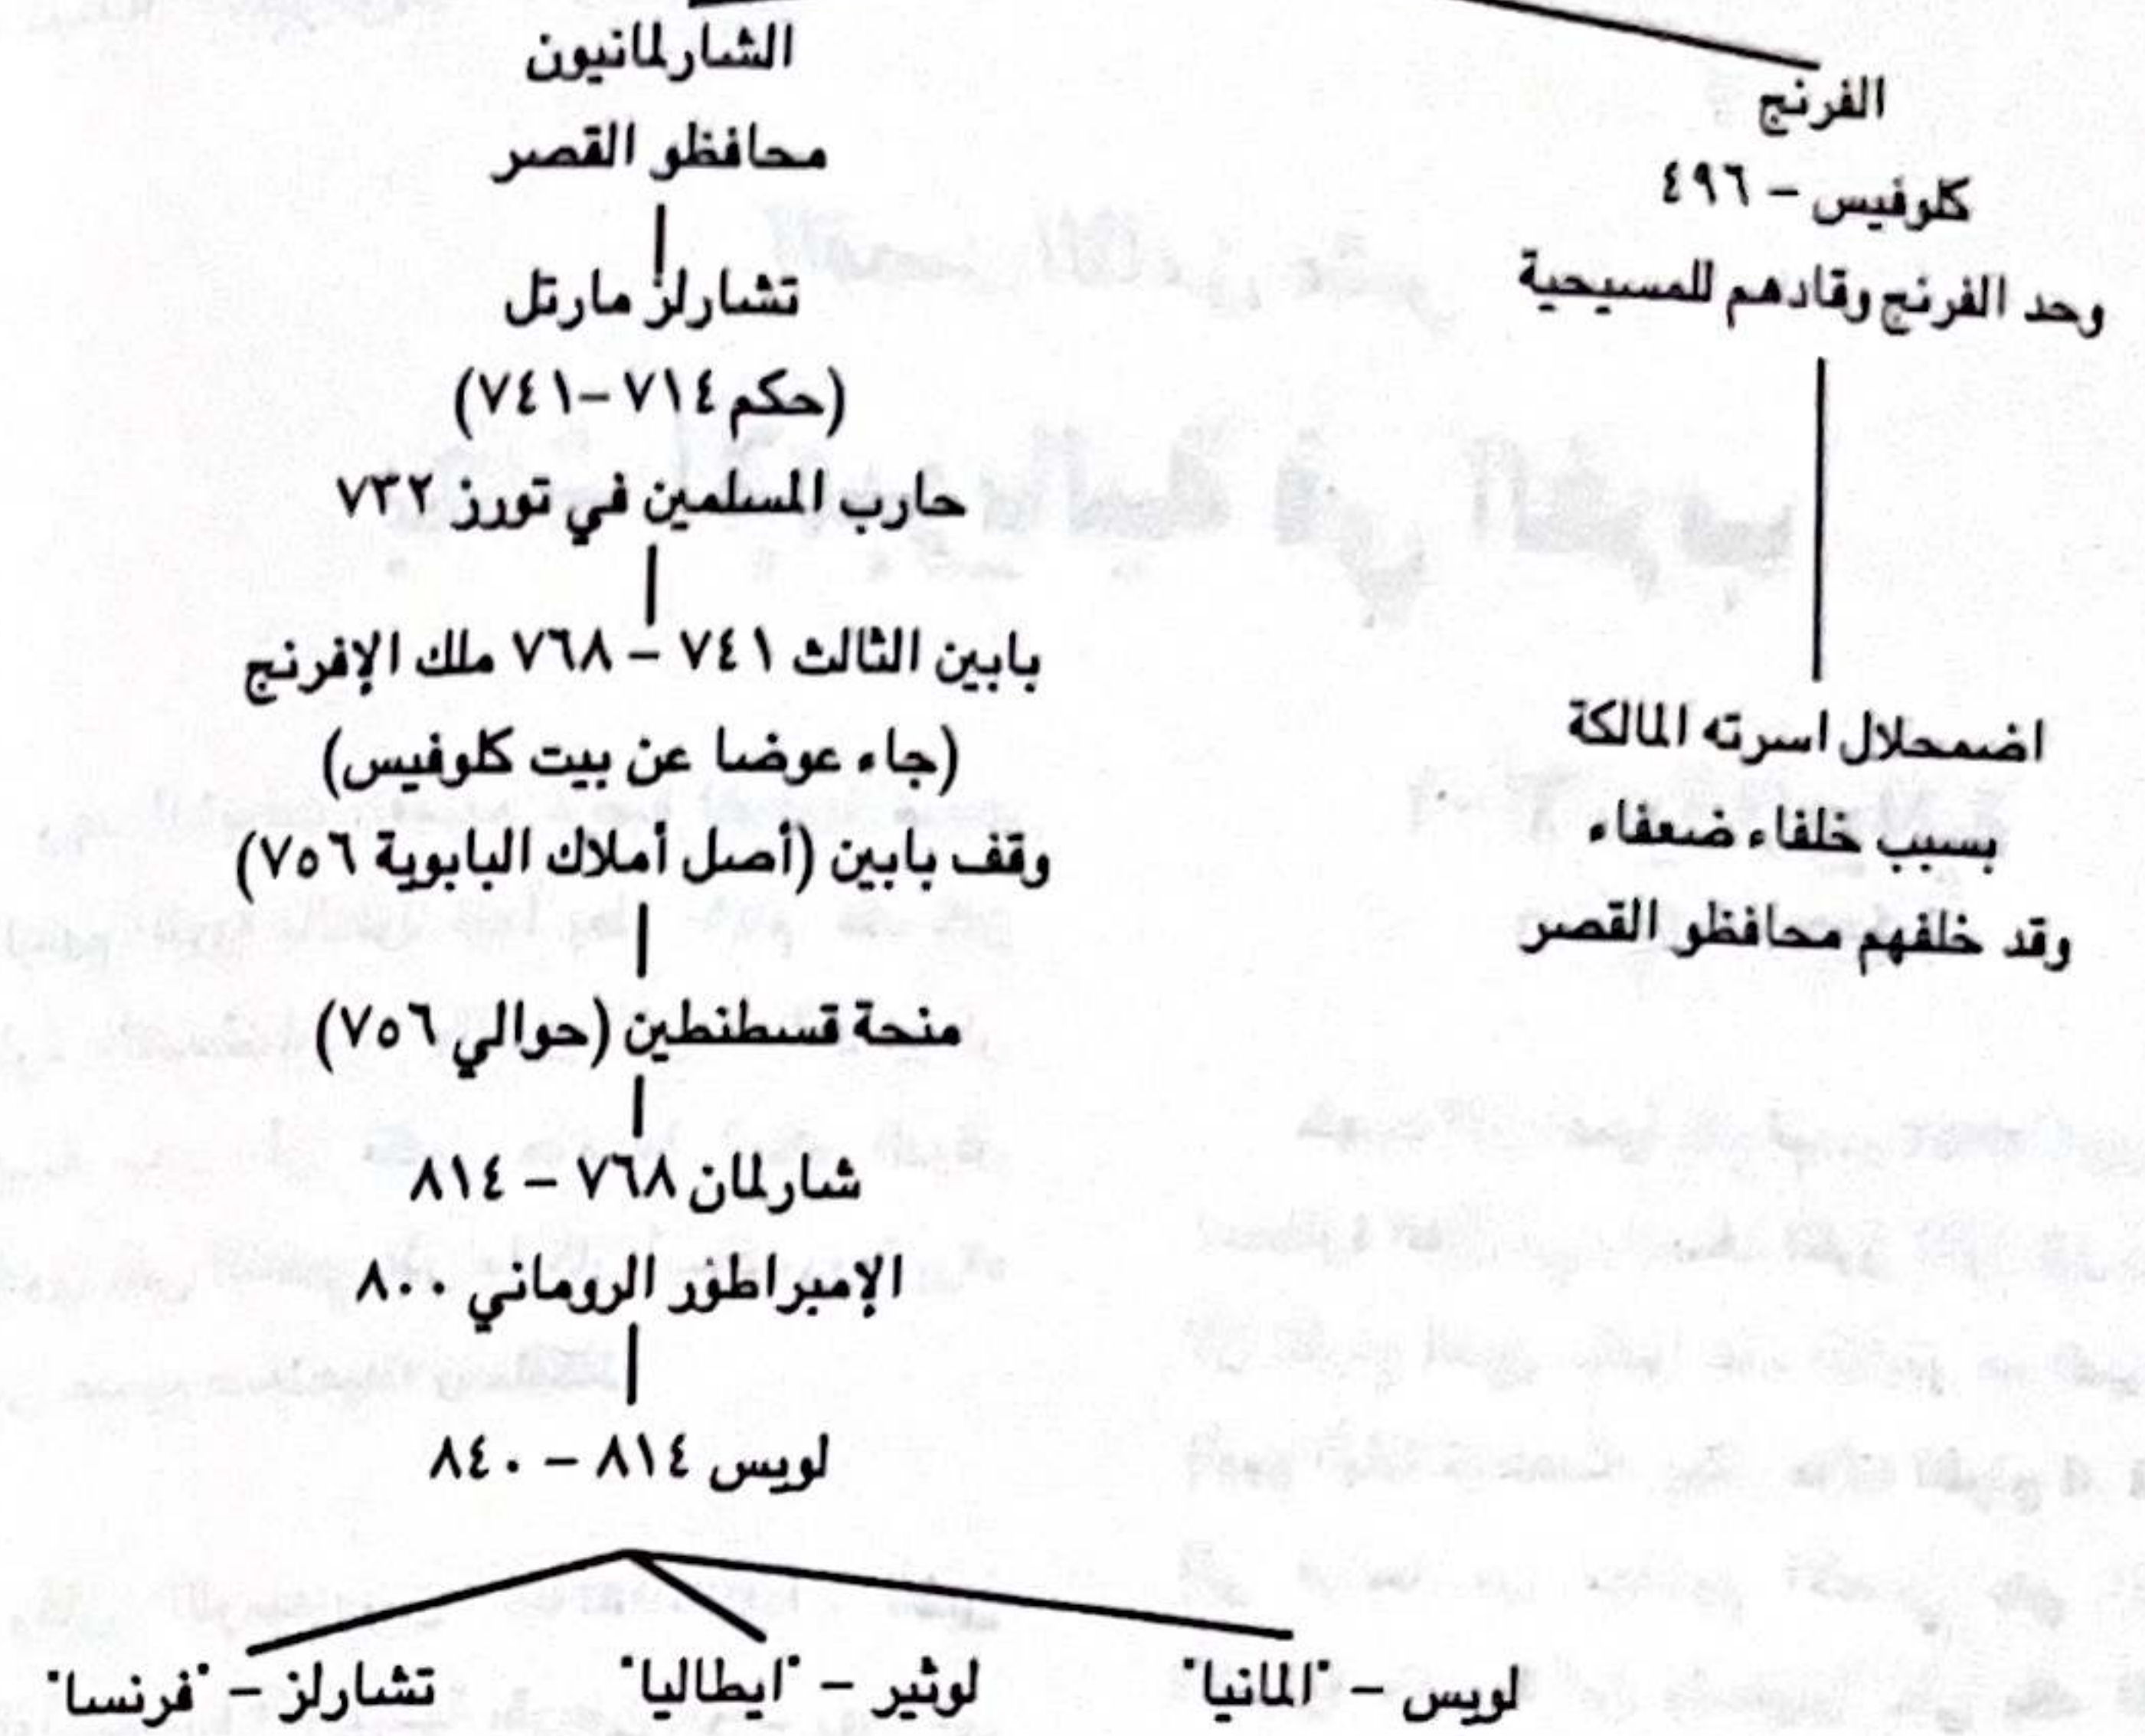 الفرنج
كلوفيس – ٤٩٦
وحد الفرنج وقادهم للمسيحية
اضمحلال اسرته المالكة
بسبب خلفاء ضعفاء
وقد خلفهم محافظو القصر
الشارلمانيون
محافظو القصر
تشارلز مارتل
(حكم ٧١٤ –٧٤١)
حارب المسلمين في تورز ٧٣٢
بابين الثالث ٧٤١ – ٧٦٨ ملك الإفرنج
(جاء عوضا عن بيت كلوفيس)
وقف بابين (أصل أملاك البابوية ٧٥٦)
منحة قسطنطين (حوالي ٧٥٦)
شارلمان ٧٦٨ – ٨١٤
الإمبراطور الروماني ٨٠٠
لويس ٨١٤ – ٨٤٠
لويس – "المانيا"
لوثير – "ايطاليا"
تشارلز – "فرنسا"